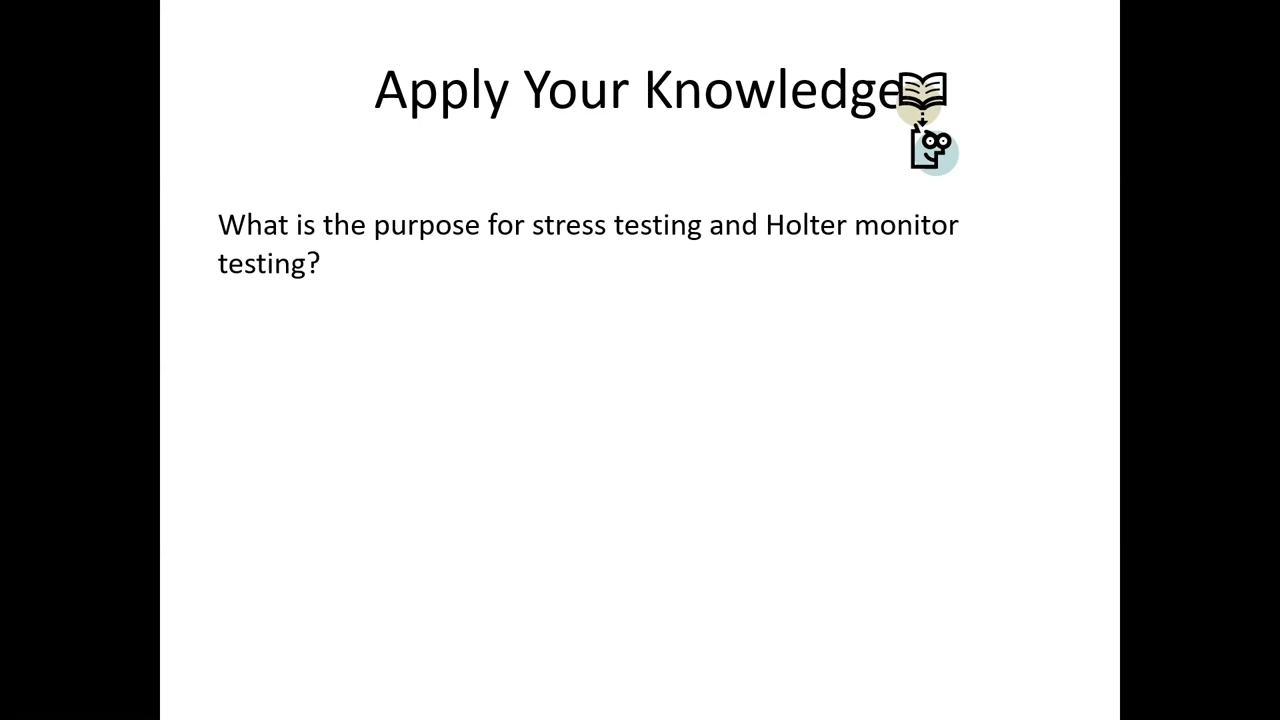 Apply Your Knowledge
What is the purpose for stress testing and Holter monitor
testing?